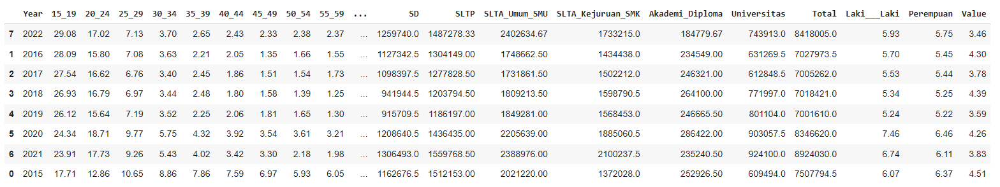 Year 15_19 20_24 25_29 30_34 35_39 40_44 45_49 50_54 55_59 ... SD SLTP SLTA_Umum_SMU SLTA_Kejuruan_SMK Akademi_Diploma Universitas Total Laki___Laki Perempuan Value
7 2022 29.08 17.02 7.13 3.70 2.65 2.43 2.33 2.38 2.37 ... 1259740.0 1487278.33 2402634.67 1733215.0 184779.67 743913.0 8418005.0 5.93 5.75 3.46
1 2016 28.09 15.80 7.08 3.63 2.21 2.05 1.35 1.66 1.55 ... 1127342.5 1304149.00 1748662.50 1434438.0 234549.00 631269.5 7027973.5 5.70 5.45 4.30
2 2017 27.54 16.62 6.76 3.40 2.45 1.86 1.51 1.54 1.73 ... 1098397.5 1277828.50 1731861.50 1502212.0 246321.00 612848.5 7005262.0 5.53 5.44 3.78
3 2018 26.93 16.79 6.97 3.44 2.48 1.80 1.58 1.39 1.25 ... 941944.5 1203794.50 1809213.50 1598790.5 264100.00 771997.0 7018421.0 5.34 5.25 4.39
4 2019 26.12 15.64 7.19 3.52 2.25 2.06 1.81 1.65 1.30 ... 915709.5 1186197.00 1849281.00 1568453.0 246665.50 801104.0 7001610.0 5.24 5.22 3.59
5 2020 24.34 18.71 9.77 5.75 4.32 3.92 3.54 3.61 3.21 ... 1208640.5 1436435.00 2205639.00 1885060.5 286422.00 903057.5 8346620.0 7.46 6.46 4.26
6 2021 23.91 17.73 9.26 5.43 4.02 3.42 3.30 2.18 1.98 ... 1306493.0 1559768.50 2388976.00 2100237.5 235240.50 924100.0 8924030.0 6.74 6.11 3.83
0 2015 17.71 12.86 10.65 8.86 7.86 7.59 6.97 5.93 6.05 ... 1162676.5 1512153.00 2021220.00 1372028.0 252926.50 609494.0 7507794.5 6.07 6.37 4.51